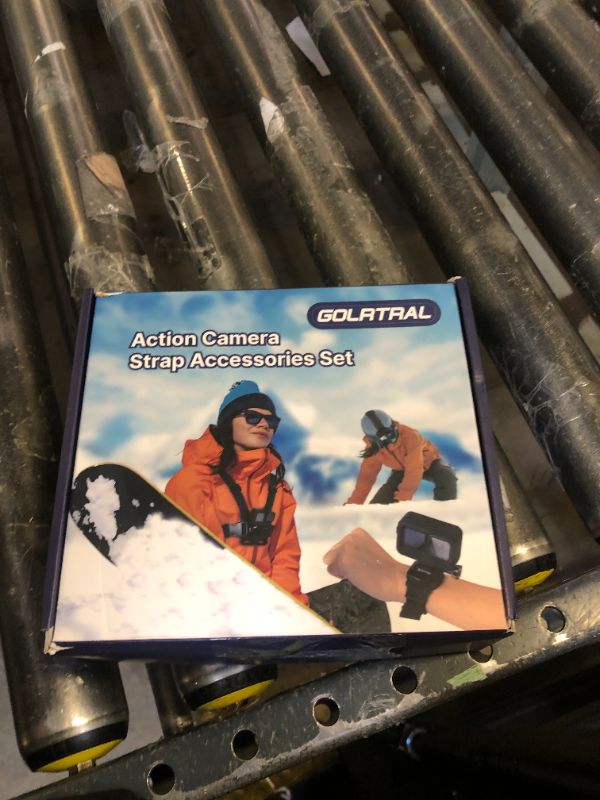 GOLRTRAL
Action Camera
Strap Accessories Set